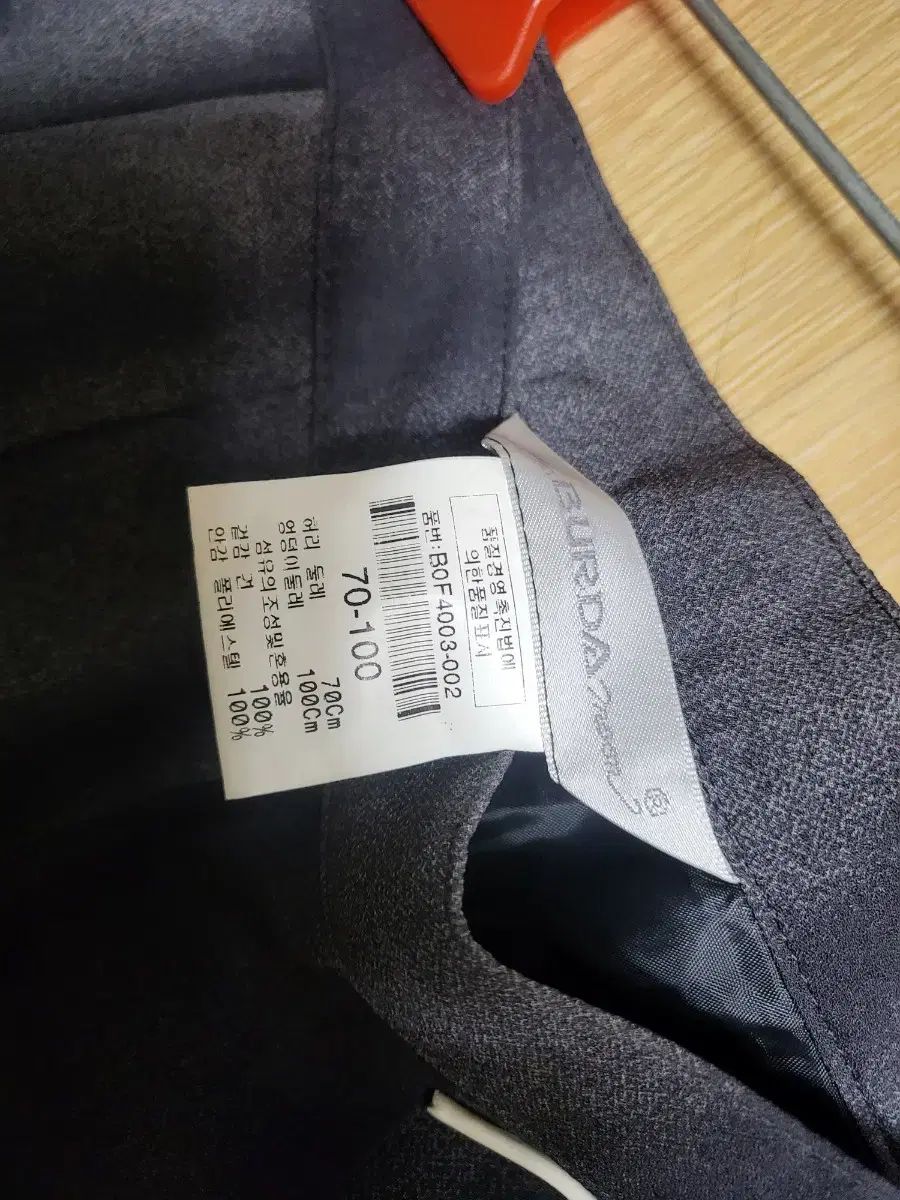 BURDA
품질경영촉진법에
의한품질표시
품번:B0F4003-002
70-100
허리 둘레 70Cm
엉덩이둘레 100Cm
섬유의조성및혼용율
겉감 견 100%
안감 폴리에스텔 100%